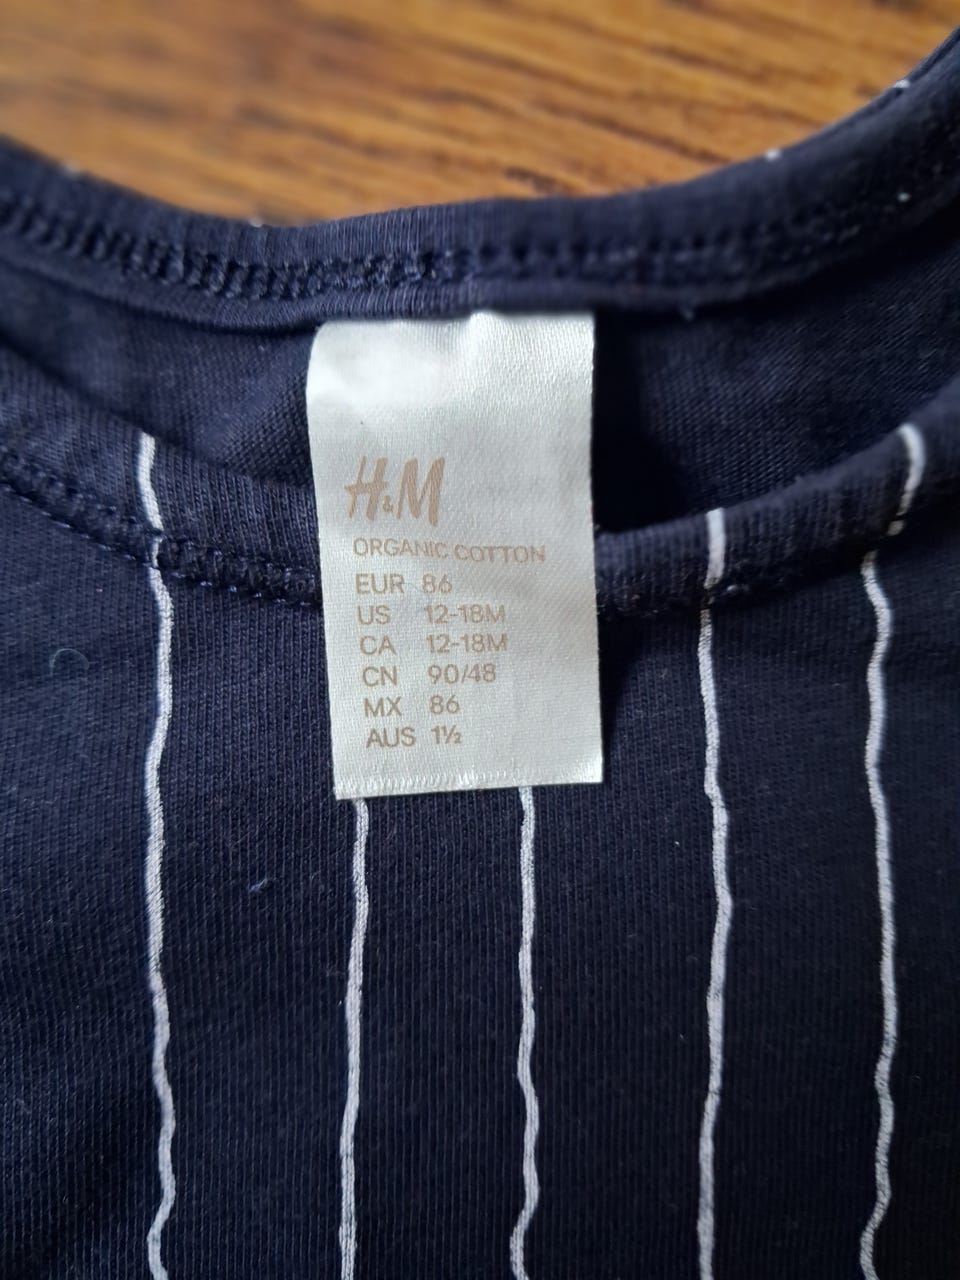 H&M
ORGANIC COTTON
EUR 86
US 12-18M
CA 12-18M
CN 90/48
MX 86
AUS 1½